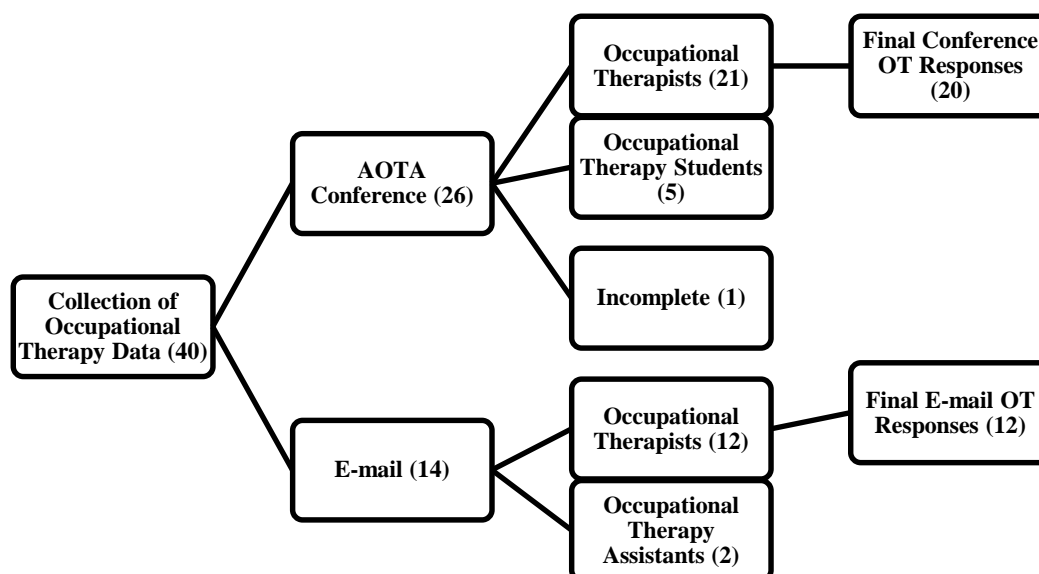 Collection of
Occupational
Therapy Data (40)
AOTA
Conference (26)
Occupational
Therapists (21)
Final Conference
OT Responses
(20)
Occupational
Therapy Students
(5)
Incomplete (1)
E-mail (14)
Occupational
Therapists (12)
Final E-mail OT
Responses (12)
Occupational
Therapy
Assistants (2)